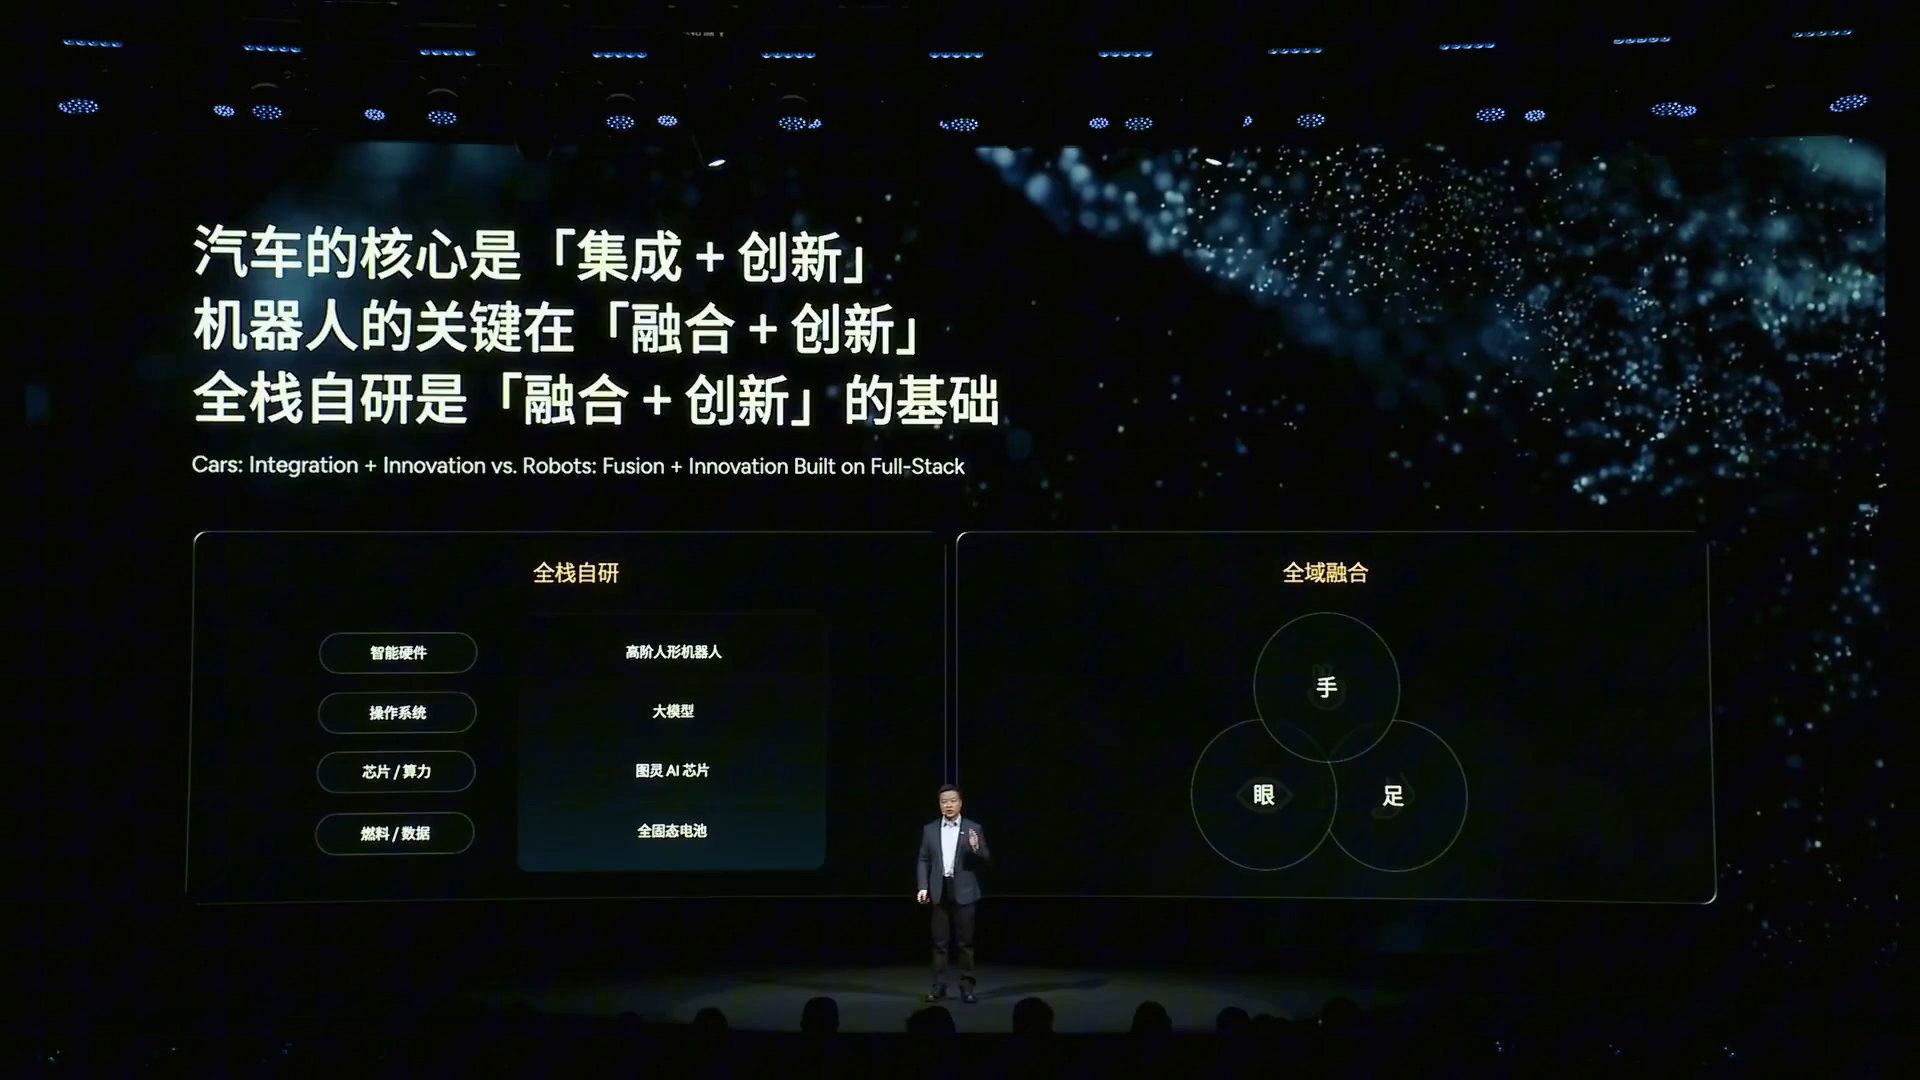 汽车的核心是「集成 + 创新」
机器人的关键在「融合 + 创新」
全栈自研是「融合 + 创新」的基础
Cars: Integration + Innovation vs. Robots: Fusion + Innovation Built on Full-Stack
全栈自研
智能硬件 高阶人形机器人
操作系统 大模型
芯片 / 算力 图灵 AI 芯片
燃料 / 数据 全固态电池
全域融合
手
眼 足